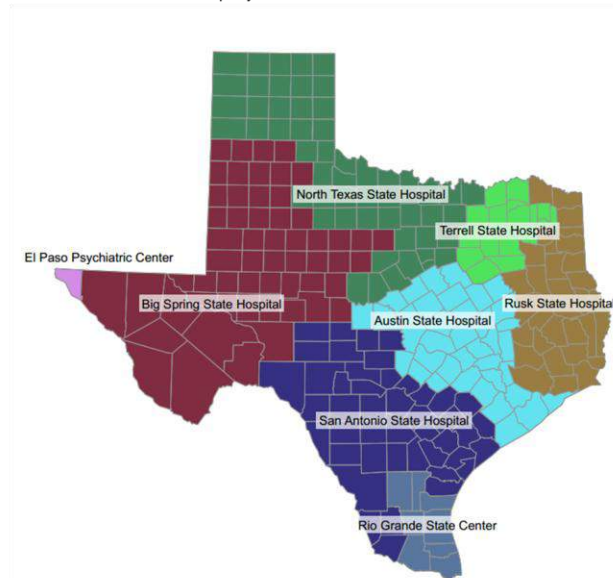 North Texas State Hospital
Terrell State Hospital
El Paso Psychiatric Center
Big Spring State Hospital
Rusk State Hospital
Austin State Hospital
San Antonio State Hospital
Rio Grande State Center